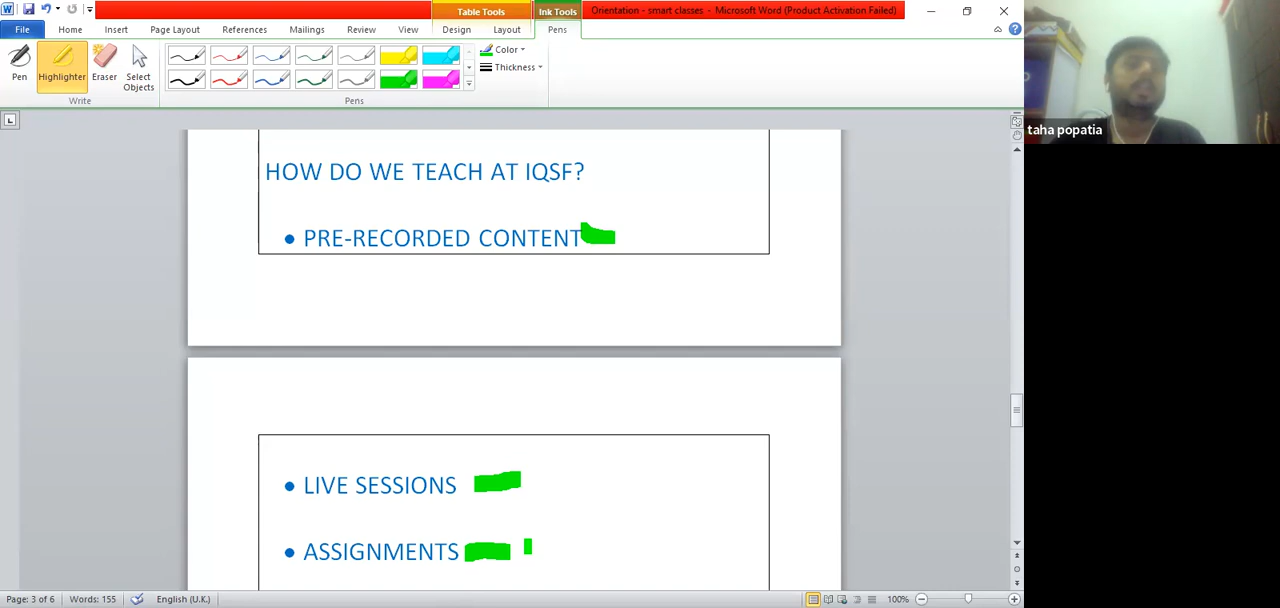 Table Tools
Ink Tools
Orientation - smart classes - Microsoft Word (Product Activation Failed)
File
Home
Insert
Page Layout
References
Mailings
Review
View
Design
Layout
Pens
Pen
Highlighter
Eraser
Select Objects
Color
Thickness
Write
Pens
taha popatia
HOW DO WE TEACH AT IQSF?
• PRE-RECORDED CONTENT
• LIVE SESSIONS
• ASSIGNMENTS
Page: 3 of 6
Words: 155
English (U.K.)
100%